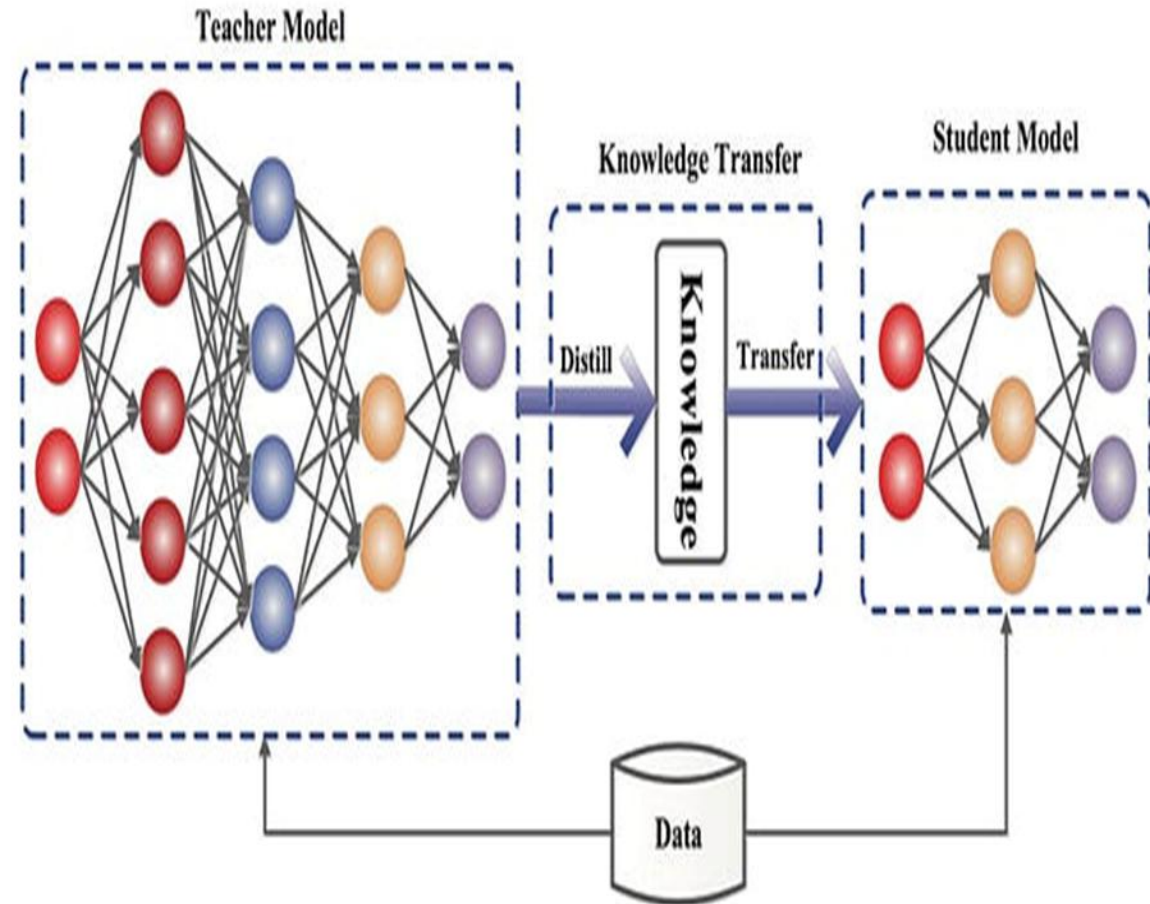 Teacher Model
Knowledge Transfer
Student Model
Distill
Knowledge
Transfer
Data